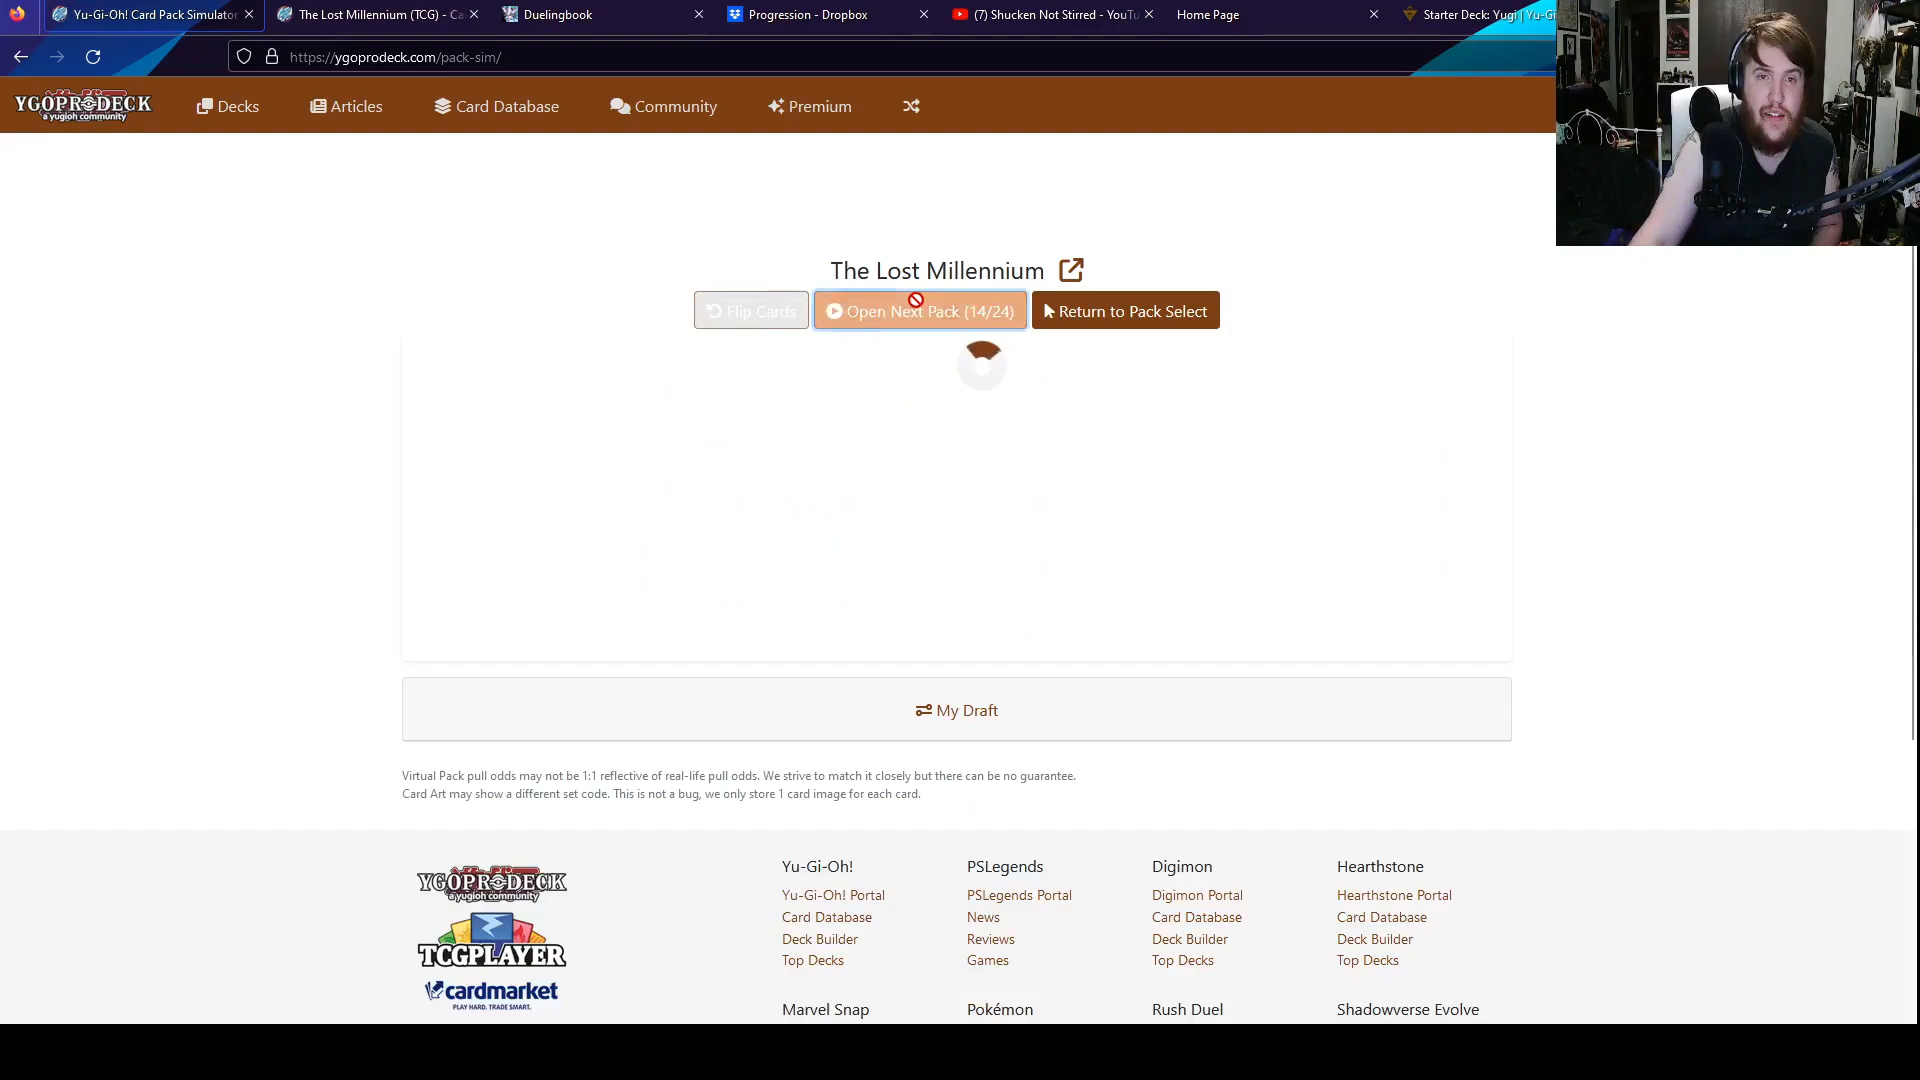 Yu-Gi-Oh! Card Pack Simulator
The Lost Millennium (TCG) - Ca
Duelingbook
Progression - Dropbox
(7) Shucken Not Stirred - YouTu
Home Page
Starter Deck: Yugi | Yu-Gi
https://ygoprodeck.com/pack-sim/
YGOPRODECK
a yugioh community
Decks
Articles
Card Database
Community
Premium
The Lost Millennium
Flip Cards
Open Next Pack (14/24)
Return to Pack Select
My Draft
Virtual Pack pull odds may not be 1:1 reflective of real-life pull odds. We strive to match it closely but there can be no guarantee.
Card Art may show a different set code. This is not a bug, we only store 1 card image for each card.
YGOPRODECK
a yugioh community
TCGPLAYER
cardmarket
PLAY HARD. TRADE SMART.
Yu-Gi-Oh!
Yu-Gi-Oh! Portal
Card Database
Deck Builder
Top Decks
Marvel Snap
PSLegends
PSLegends Portal
News
Reviews
Games
Pokémon
Digimon
Digimon Portal
Card Database
Deck Builder
Top Decks
Rush Duel
Hearthstone
Hearthstone Portal
Card Database
Deck Builder
Top Decks
Shadowverse Evolve